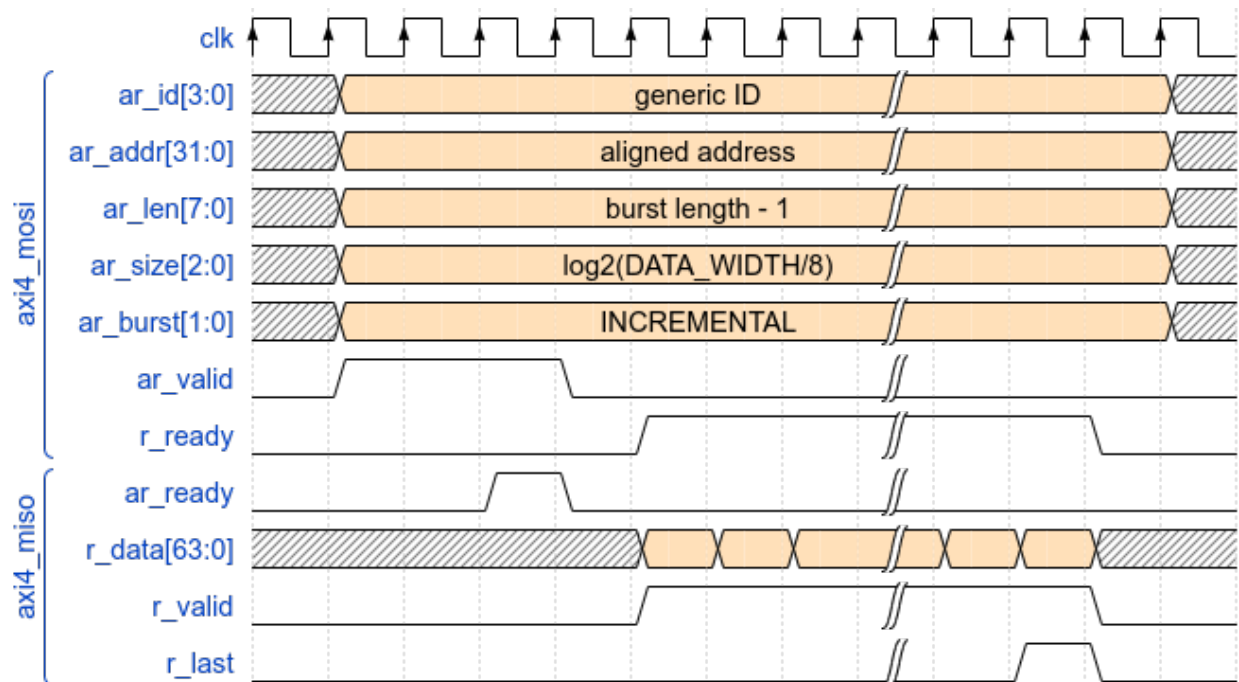 clk
axi4_mosi
ar_id[3:0] generic ID
ar_addr[31:0] aligned address
ar_len[7:0] burst length - 1
ar_size[2:0] log2(DATA_WIDTH/8)
ar_burst[1:0] INCREMENTAL
ar_valid
r_ready
axi4_miso
ar_ready
r_data[63:0]
r_valid
r_last